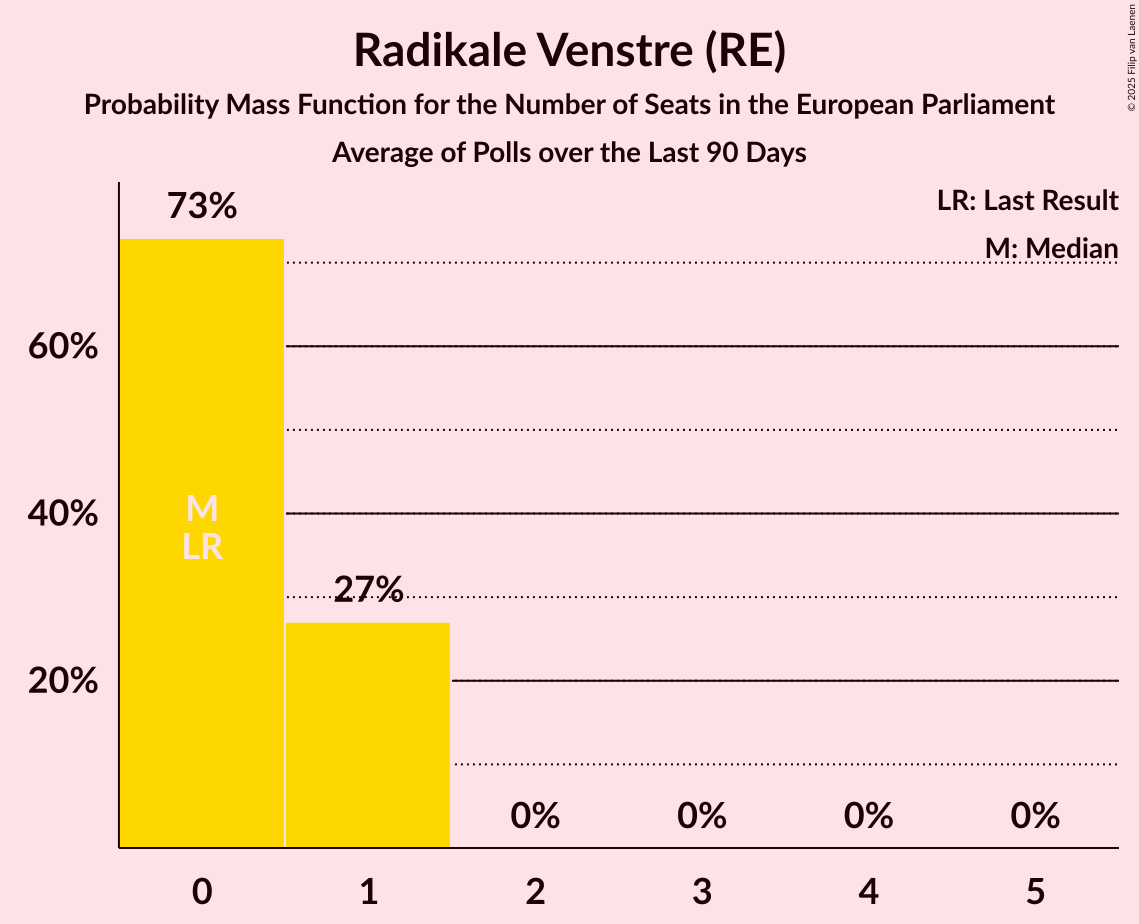 Radikale Venstre (RE)
Probability Mass Function for the Number of Seats in the European Parliament
Average of Polls over the Last 90 Days
© 2025 Filip van Laenen
LR: Last Result
M: Median
73%
60%
40%
20%
M
LR
27%
0%
0%
0%
0%
0
1
2
3
4
5